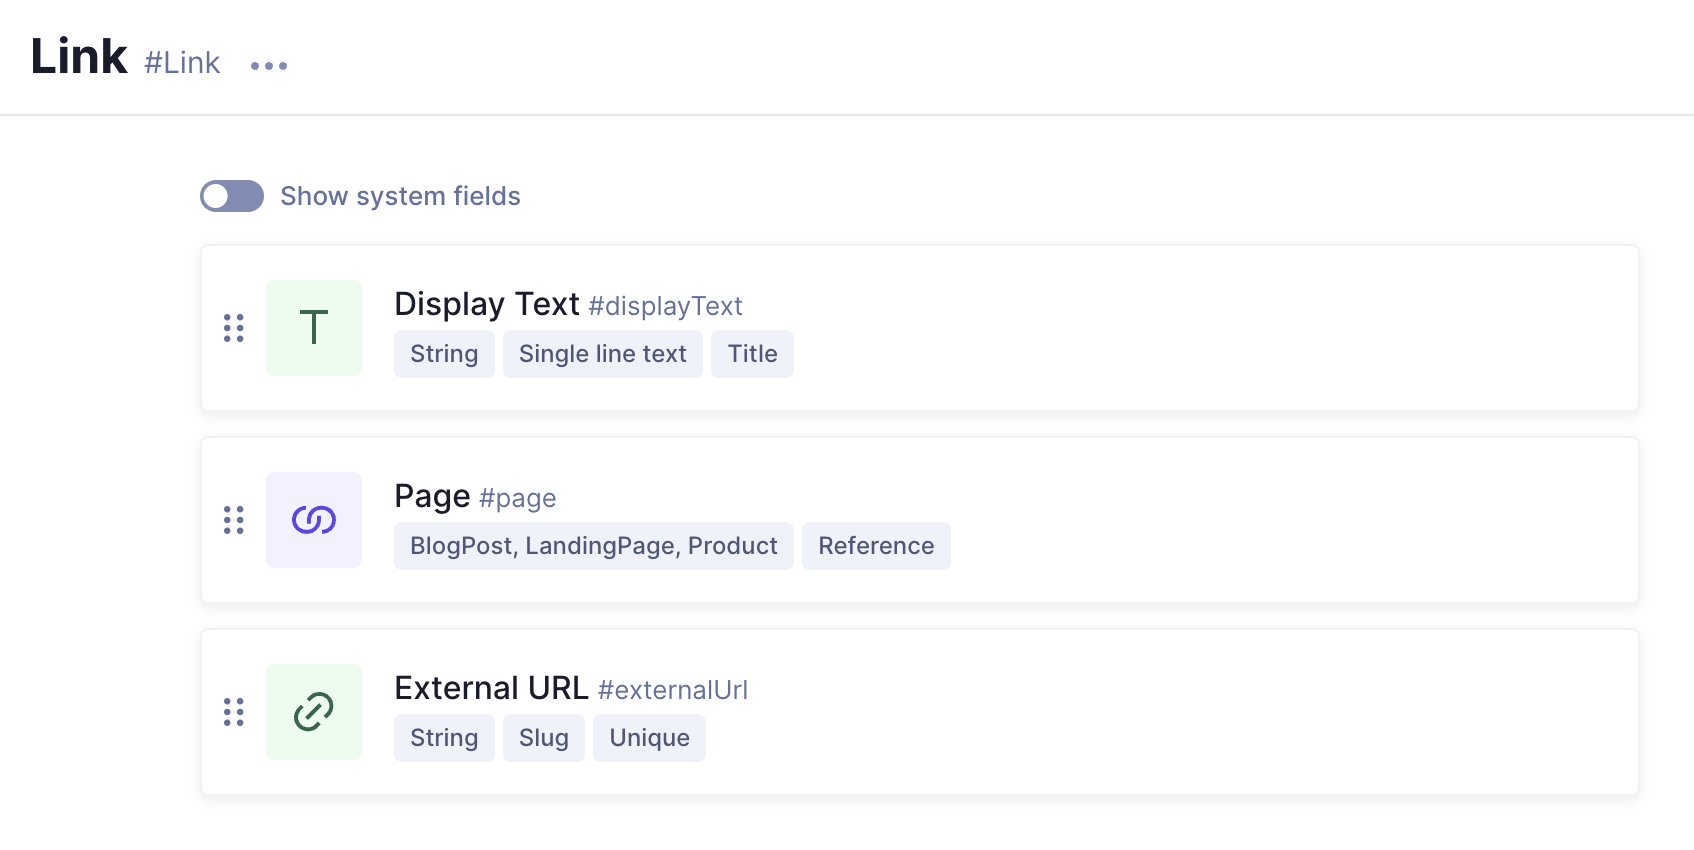 Link #Link
Show system fields
Display Text #displayText
String Single line text Title
Page #page
BlogPost, LandingPage, Product Reference
External URL #externalUrl
String Slug Unique